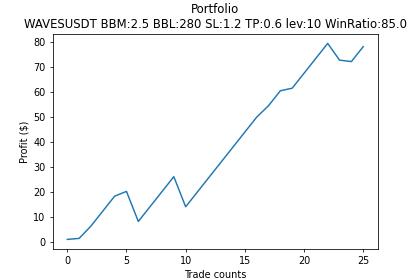 Portfolio
WAVESUSDT BBM:2.5 BBL:280 SL:1.2 TP:0.6 lev:10 WinRatio:85.0
80
70
60
50
40
30
20
10
0
Profit ($)
0 5 10 15 20 25
Trade counts